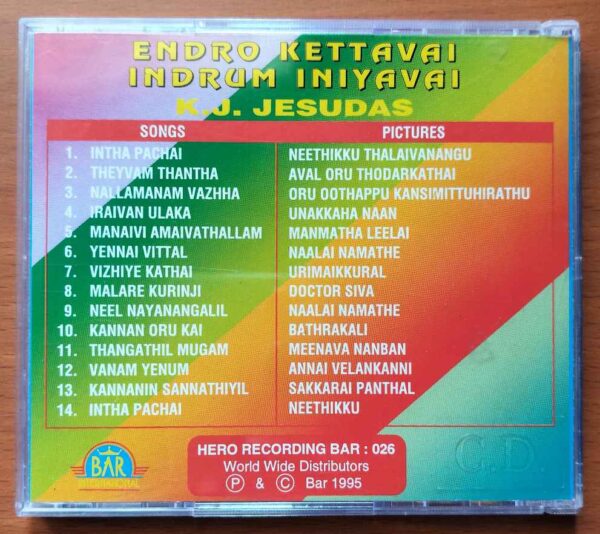 ENDRO KETTAVAI
INDRUM INIYAVAI
K.J. JESUDAS
SONGS PICTURES
1. INTHA PACHAI NEETHIKKU THALAIVANANGU
2. THEYVAM THANTHA AVAL ORU THODARKATHAI
3. NALLAMANAM VAZHHA ORU OOTHAPPU KANSIMITTUHIRATHU
4. IRAIVAN ULAKA UNAKKAHA NAAN
5. MANAIVI AMAIVATHALLAM MANMATHA LEELAI
6. YENNAI VITTAL NAALAI NAMATHE
7. VIZHIYE KATHAI URIMAIKKURAL
8. MALARE KURINJI DOCTOR SIVA
9. NEEL NAYANANGALIL NAALAI NAMATHE
10. KANNAN ORU KAI BATHRAKALI
11. THANGATHIL MUGAM MEENAVA NANBAN
12. VANAM YENUM ANNAI VELANKANNI
13. KANNANIN SANNATHIYIL SAKKARAI PANTHAL
14. INTHA PACHAI NEETHIKKU
BAR
INTERNATIONAL
HERO RECORDING BAR : 026
World Wide Distributors
Ⓟ & Ⓒ Bar 1995
C.D